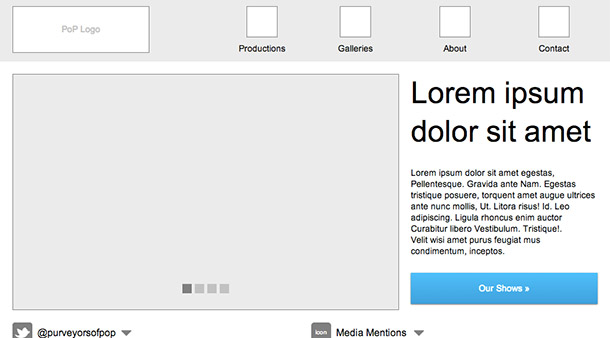 PoP Logo
Productions
Galleries
About
Contact
Lorem ipsum
dolor sit amet
Lorem ipsum dolor sit amet egestas,
Pellentesque. Gravida ante Nam. Egestas
tristique posuere, torquent amet augue ultrices
ante nunc mollis, Ut. Litora risus! Id. Leo
adipiscing. Ligula rhoncus enim auctor
Curabitur libero Vestibulum. Tristique!.
Velit wisi amet purus feugiat mus
condimentum, inceptos.
Our Shows »
@purveyorsofpop
icon
Media Mentions